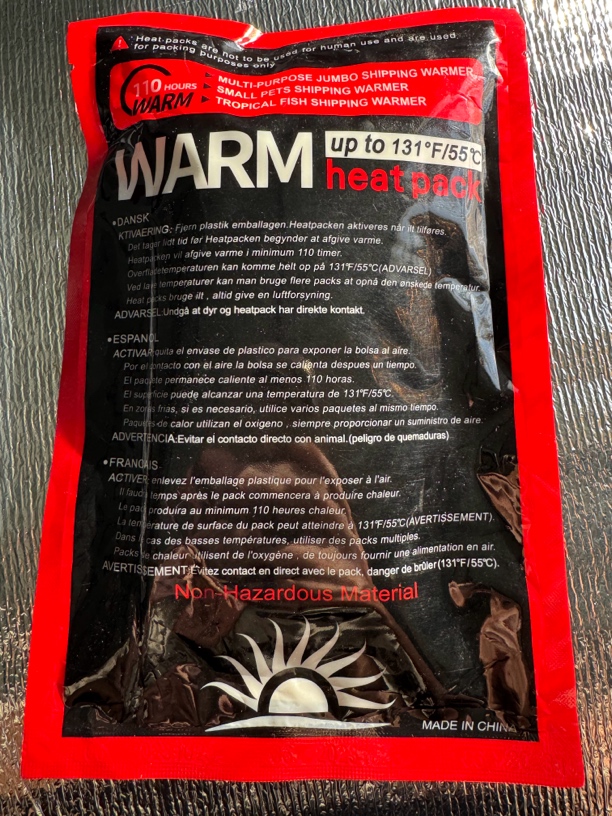 Heat packs are not to be used for human use and are used
for packing purposes only
110 HOURS
WARM
MULTI-PURPOSE JUMBO SHIPPING WARMER
SMALL PETS SHIPPING WARMER
TROPICAL FISH SHIPPING WARMER
WARM up to 131°F/55°C
heat pack
•DANSK
KTIVAERING: Fjern plastik emballagen.Heatpacken aktiveres når ilt tilføres.
Det tager lidt tid før Heatpacken begynder at afgive varme.
Heatpacken vil afgive varme i minimum 110 timer.
Overfladetemperaturen kan komme helt op på 131°F/55°C(ADVARSEL)
Ved lave temperaturer kan man bruge flere packs at opnå den ønskede temperatur.
Heat packs bruge ilt , altid give en luftforsyning.
ADVARSEL:Undgå at dyr og heatpack har direkte kontakt.
•ESPANOL
ACTIVAR:quita el envase de plastico para exponer la bolsa al aire.
Por el contacto con el aire la bolsa se calienta despues un tiempo.
El paquete permanece caliente al menos 110 horas.
El superficie puede alcanzar una temperatura de 131°F/55°C.
En zonas frias, si es necesario, utilice varios paquetes al mismo tiempo.
Paquetes de calor utilizan el oxigeno , siempre proporcionar un suministro de aire.
ADVERTENCIA:Evitar el contacto directo con animal.(peligro de quemaduras)
•FRANCAIS
ACTIVER: enlevez l'emballage plastique pour l'exposer à l'air.
Il faud temps après le pack commencera à produire chaleur.
Le pack produira au minimum 110 heures chaleur.
La température de surface du pack peut atteindre à 131°F/55°C(AVERTISSEMENT).
Dans cas des basses températures, utiliser des packs multiples.
Packs de chaleur utilisent de l'oxygène , de toujours fournir une alimentation en air.
AVERTISSEMENT:Évitez contact en direct avec le pack, danger de brûler(131°F/55°C).
Non-Hazardous Material
MADE IN CHINA